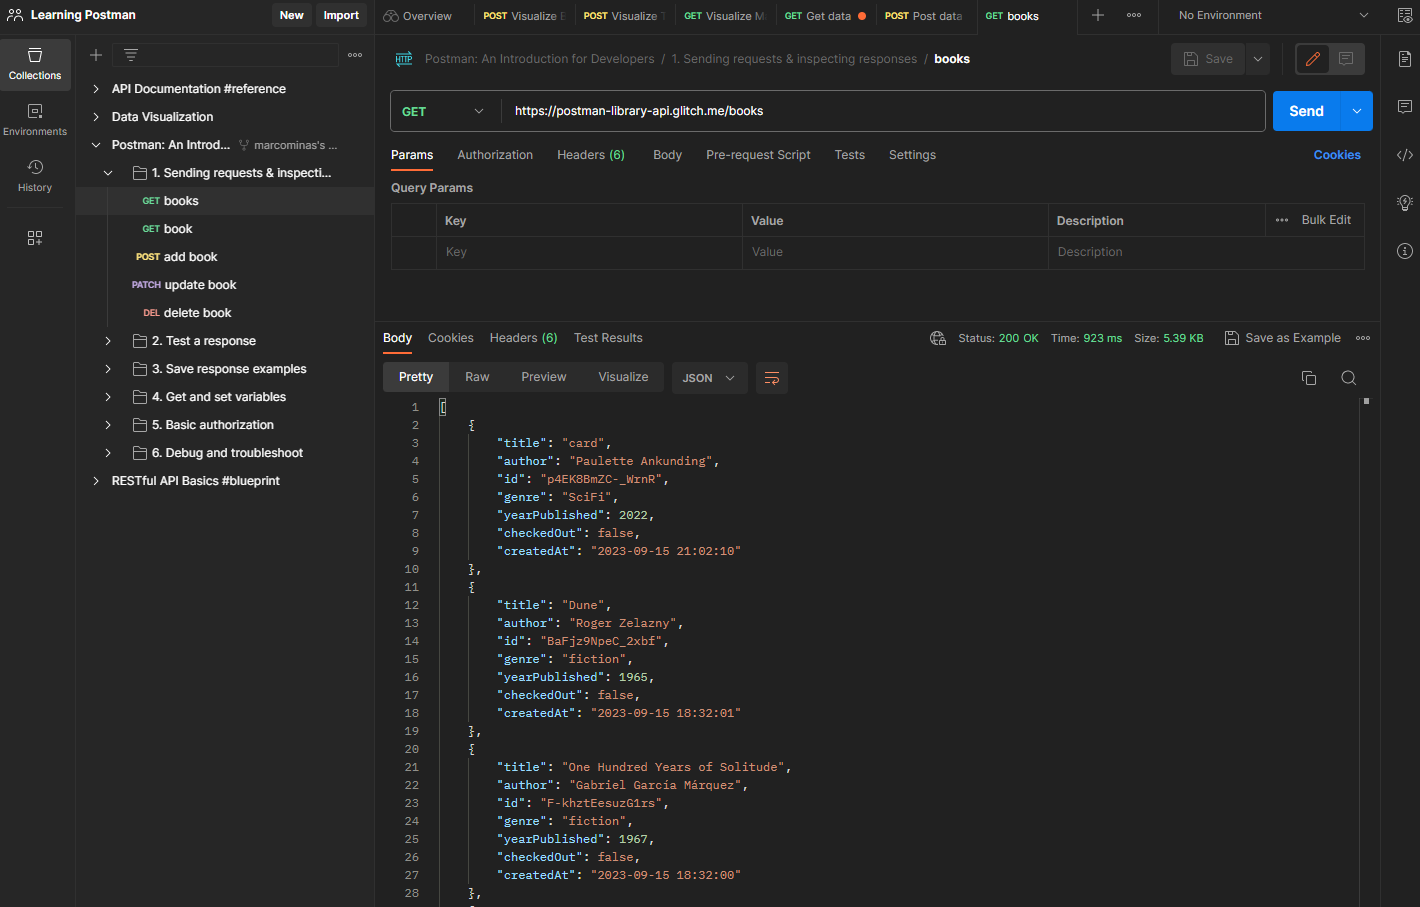 Learning Postman
New
Import
Overview
POST Visualize
POST Visualize
GET Visualize
GET Get data
POST Post data
GET books
No Environment
Collections
Environments
History
API Documentation #reference
Data Visualization
Postman: An Introd... marcominas's ...
1. Sending requests & inspecti...
GET books
GET book
POST add book
PATCH update book
DEL delete book
2. Test a response
3. Save response examples
4. Get and set variables
5. Basic authorization
6. Debug and troubleshoot
RESTful API Basics #blueprint
HTTP Postman: An Introduction for Developers / 1. Sending requests & inspecting responses / books
Save
GET https://postman-library-api.glitch.me/books
Send
Params Authorization Headers (6) Body Pre-request Script Tests Settings Cookies
Query Params
Key Value Description Bulk Edit
Key Value Description
Body Cookies Headers (6) Test Results Status: 200 OK Time: 923 ms Size: 5.39 KB Save as Example
Pretty Raw Preview Visualize JSON
1 [
2 {
3 "title": "card",
4 "author": "Paulette Ankunding",
5 "id": "p4EK8BmZC-_WrnR",
6 "genre": "SciFi",
7 "yearPublished": 2022,
8 "checkedOut": false,
9 "createdAt": "2023-09-15 21:02:10"
10 },
11 {
12 "title": "Dune",
13 "author": "Roger Zelazny",
14 "id": "BaFjz9NpeC_2xbf",
15 "genre": "fiction",
16 "yearPublished": 1965,
17 "checkedOut": false,
18 "createdAt": "2023-09-15 18:32:01"
19 },
20 {
21 "title": "One Hundred Years of Solitude",
22 "author": "Gabriel García Márquez",
23 "id": "F-khztEesuzG1rs",
24 "genre": "fiction",
25 "yearPublished": 1967,
26 "checkedOut": false,
27 "createdAt": "2023-09-15 18:32:00"
28 },